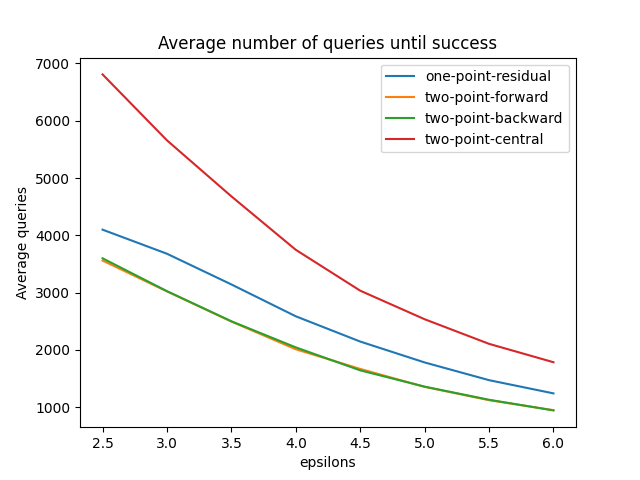 Average number of queries until success
7000
6000
5000
4000
3000
2000
1000
Average queries
one-point-residual
two-point-forward
two-point-backward
two-point-central
2.5 3.0 3.5 4.0 4.5 5.0 5.5 6.0
epsilons